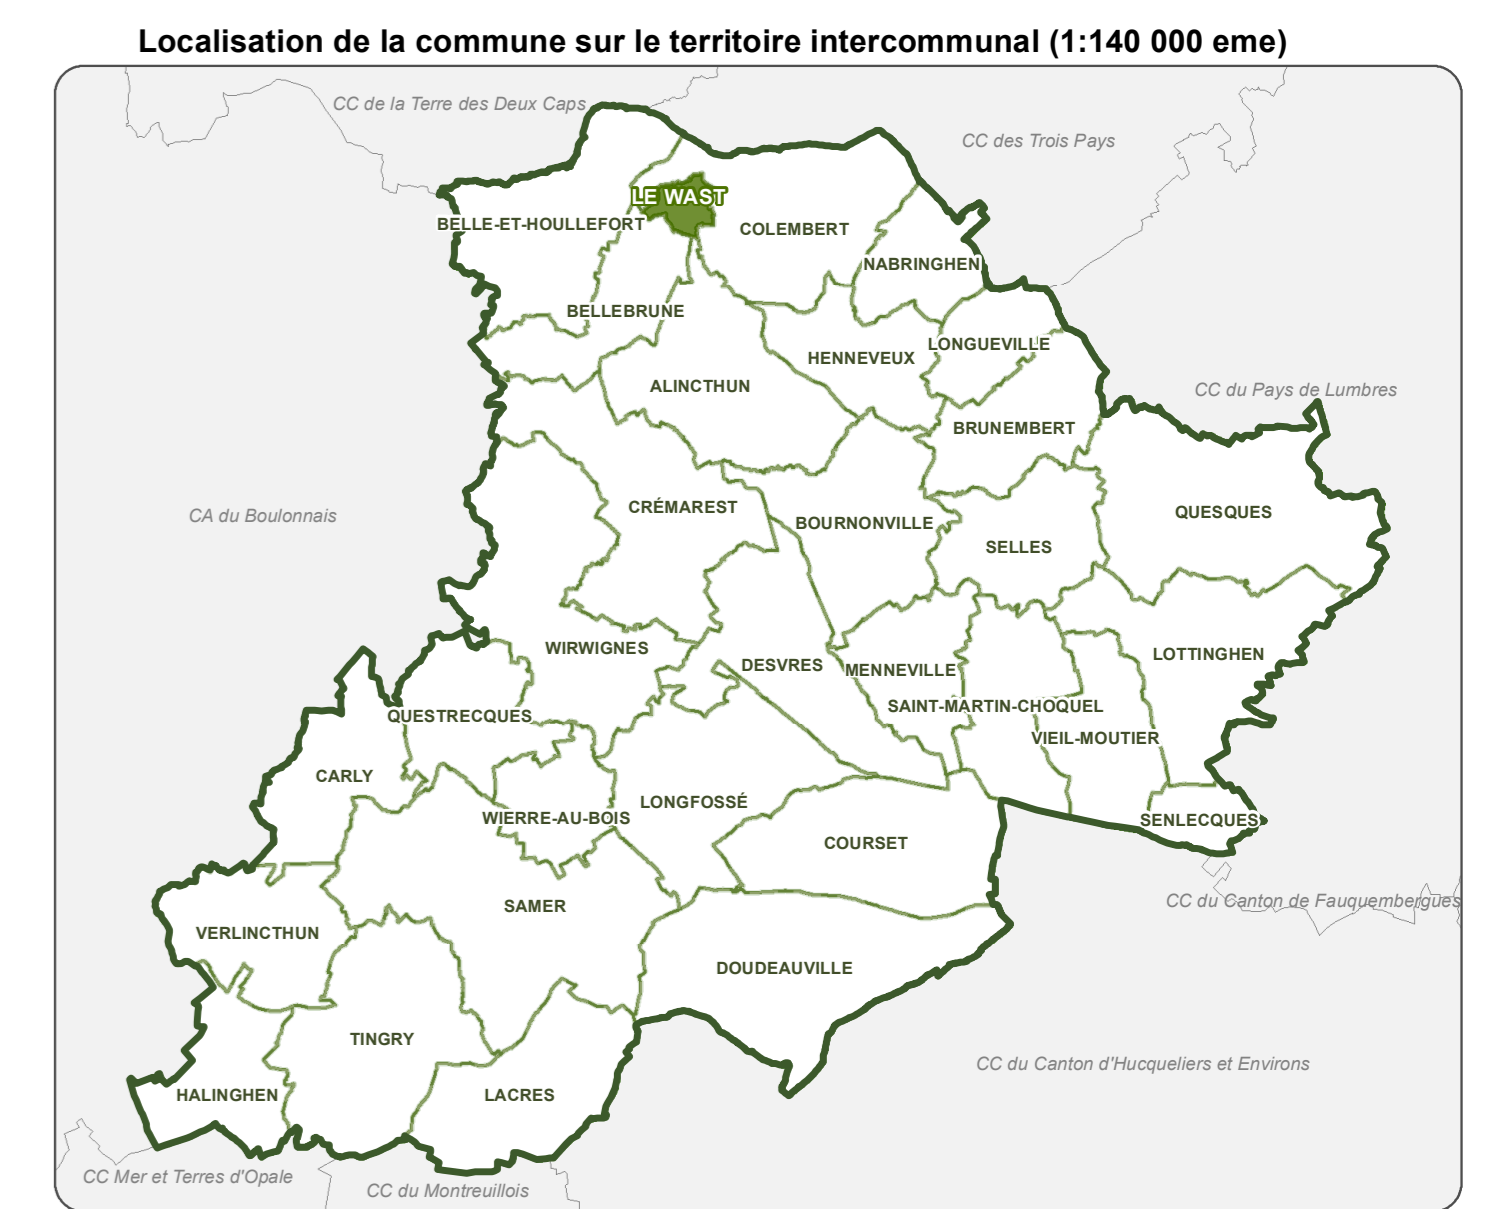 Localisation de la commune sur le territoire intercommunal (1:140 000 eme)
CC de la Terre des Deux Caps
CC des Trois Pays
LE WAST
BELLE-ET-HOULLEFORT
COLEMBERT
NABRINGHEN
BELLEBRUNE
LONGUEVILLE
HENNEVEUX
ALINCTHUN
CC du Pays de Lumbres
BRUNEMBERT
CRÉMAREST
QUESQUES
CA du Boulonnais
BOURNONVILLE
SELLES
WIRWIGNES
LOTTINGHEN
DESVRES
MENNEVILLE
SAINT-MARTIN-CHOQUEL
QUESTRECQUES
VIEIL-MOUTIER
CARLY
LONGFOSSÉ
WIERRE-AU-BOIS
SENLECQUES
COURSET
CC du Canton de Fauquembergues
SAMER
VERLINCTHUN
DOUDEAUVILLE
TINGRY
CC du Canton d'Hucqueliers et Environs
HALINGHEN
LACRES
CC Mer et Terres d'Opale
CC du Montreuillois